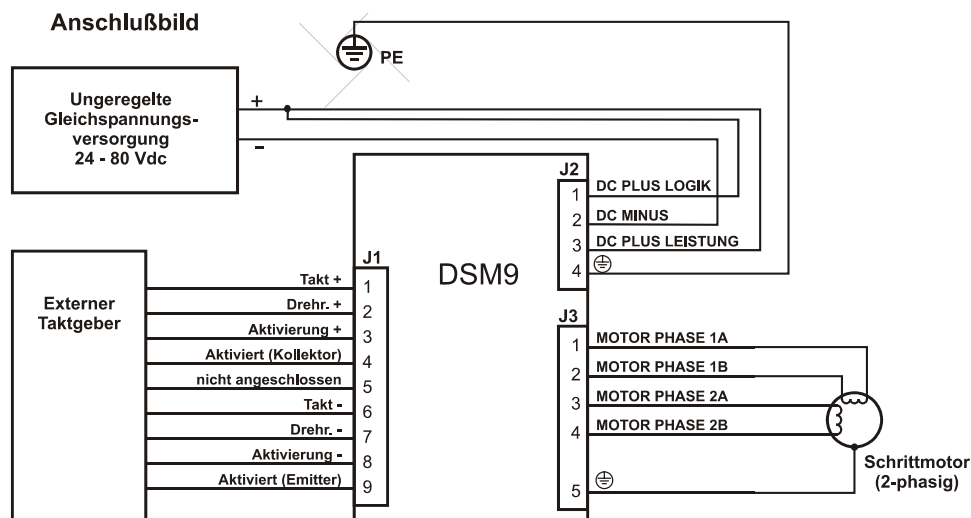 Anschlußbild
PE
Ungeregelte
Gleichspannungs-
versorgung
24 - 80 Vdc
+
-
J2
1 DC PLUS LOGIK
2 DC MINUS
3 DC PLUS LEISTUNG
4
DSM9
Externer
Taktgeber
J1
Takt + 1
Drehr. + 2
Aktivierung + 3
Aktiviert (Kollektor) 4
nicht angeschlossen 5
Takt - 6
Drehr. - 7
Aktivierung - 8
Aktiviert (Emitter) 9
J3
1 MOTOR PHASE 1A
2 MOTOR PHASE 1B
3 MOTOR PHASE 2A
4 MOTOR PHASE 2B
5
Schrittmotor
(2-phasig)